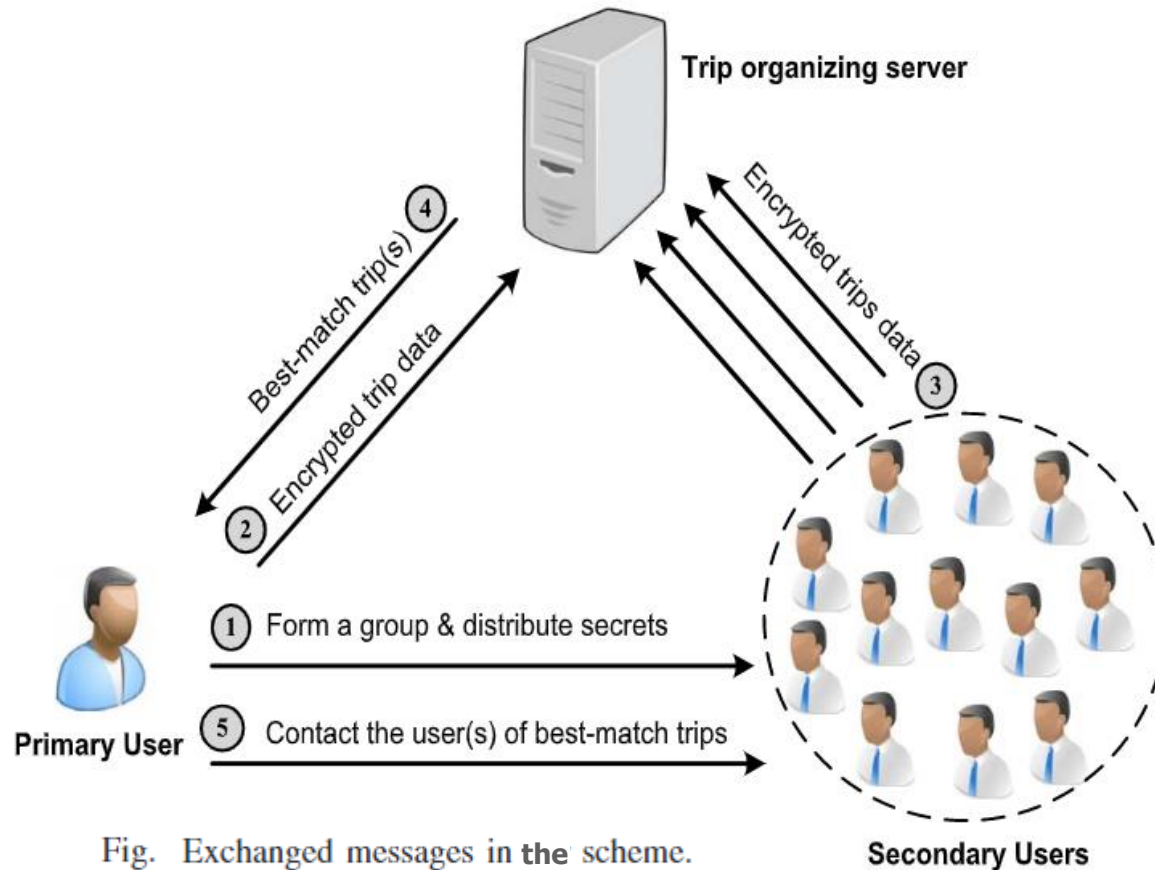 Trip organizing server
4
Best-match trip(s)
2
Encrypted trip data
Encrypted trips data
3
1 Form a group & distribute secrets
5 Contact the user(s) of best-match trips
Primary User
Secondary Users
Fig. Exchanged messages in the scheme.